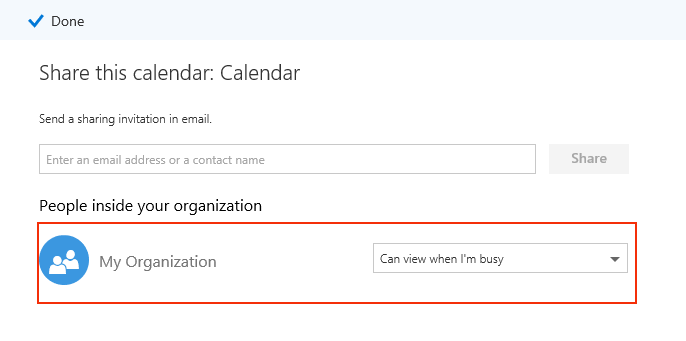 Done
Share this calendar: Calendar
Send a sharing invitation in email.
Enter an email address or a contact name
Share
People inside your organization
My Organization
Can view when I'm busy